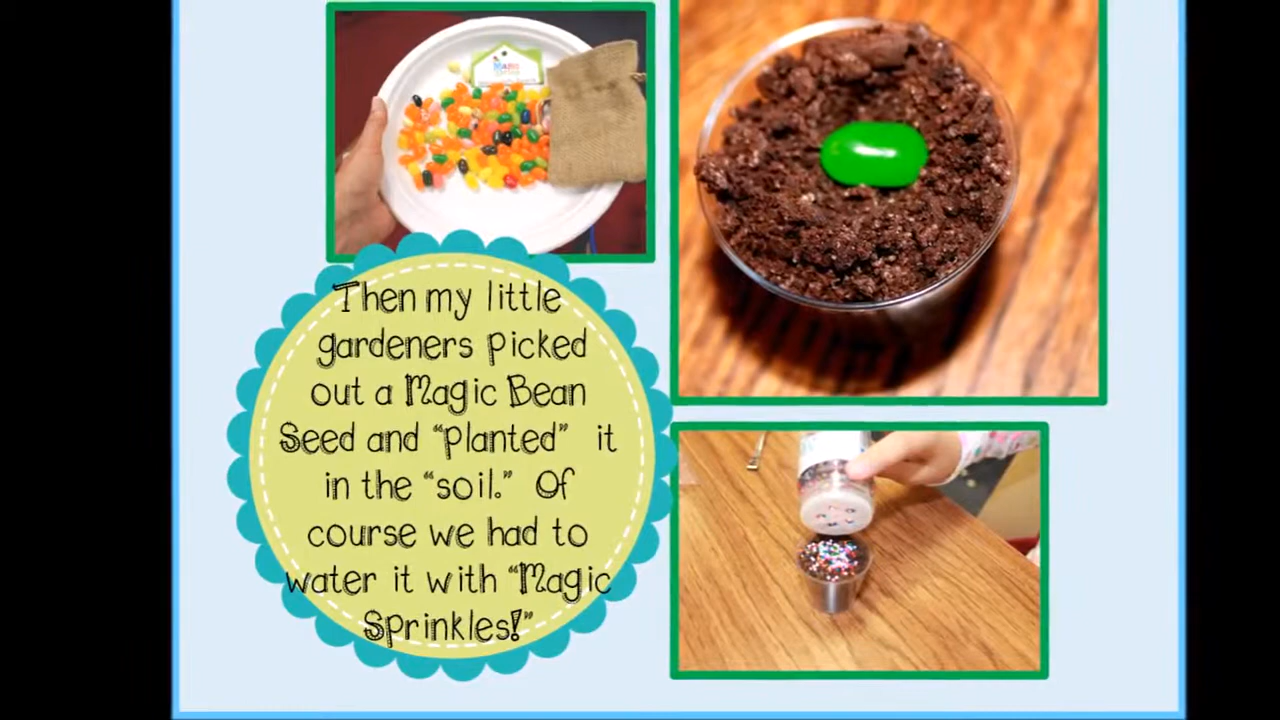 Magic
Then my little
gardeners picked
out a Magic Bean
Seed and “planted” it
in the “soil.” Of
course we had to
water it with “Magic
Sprinkles!”